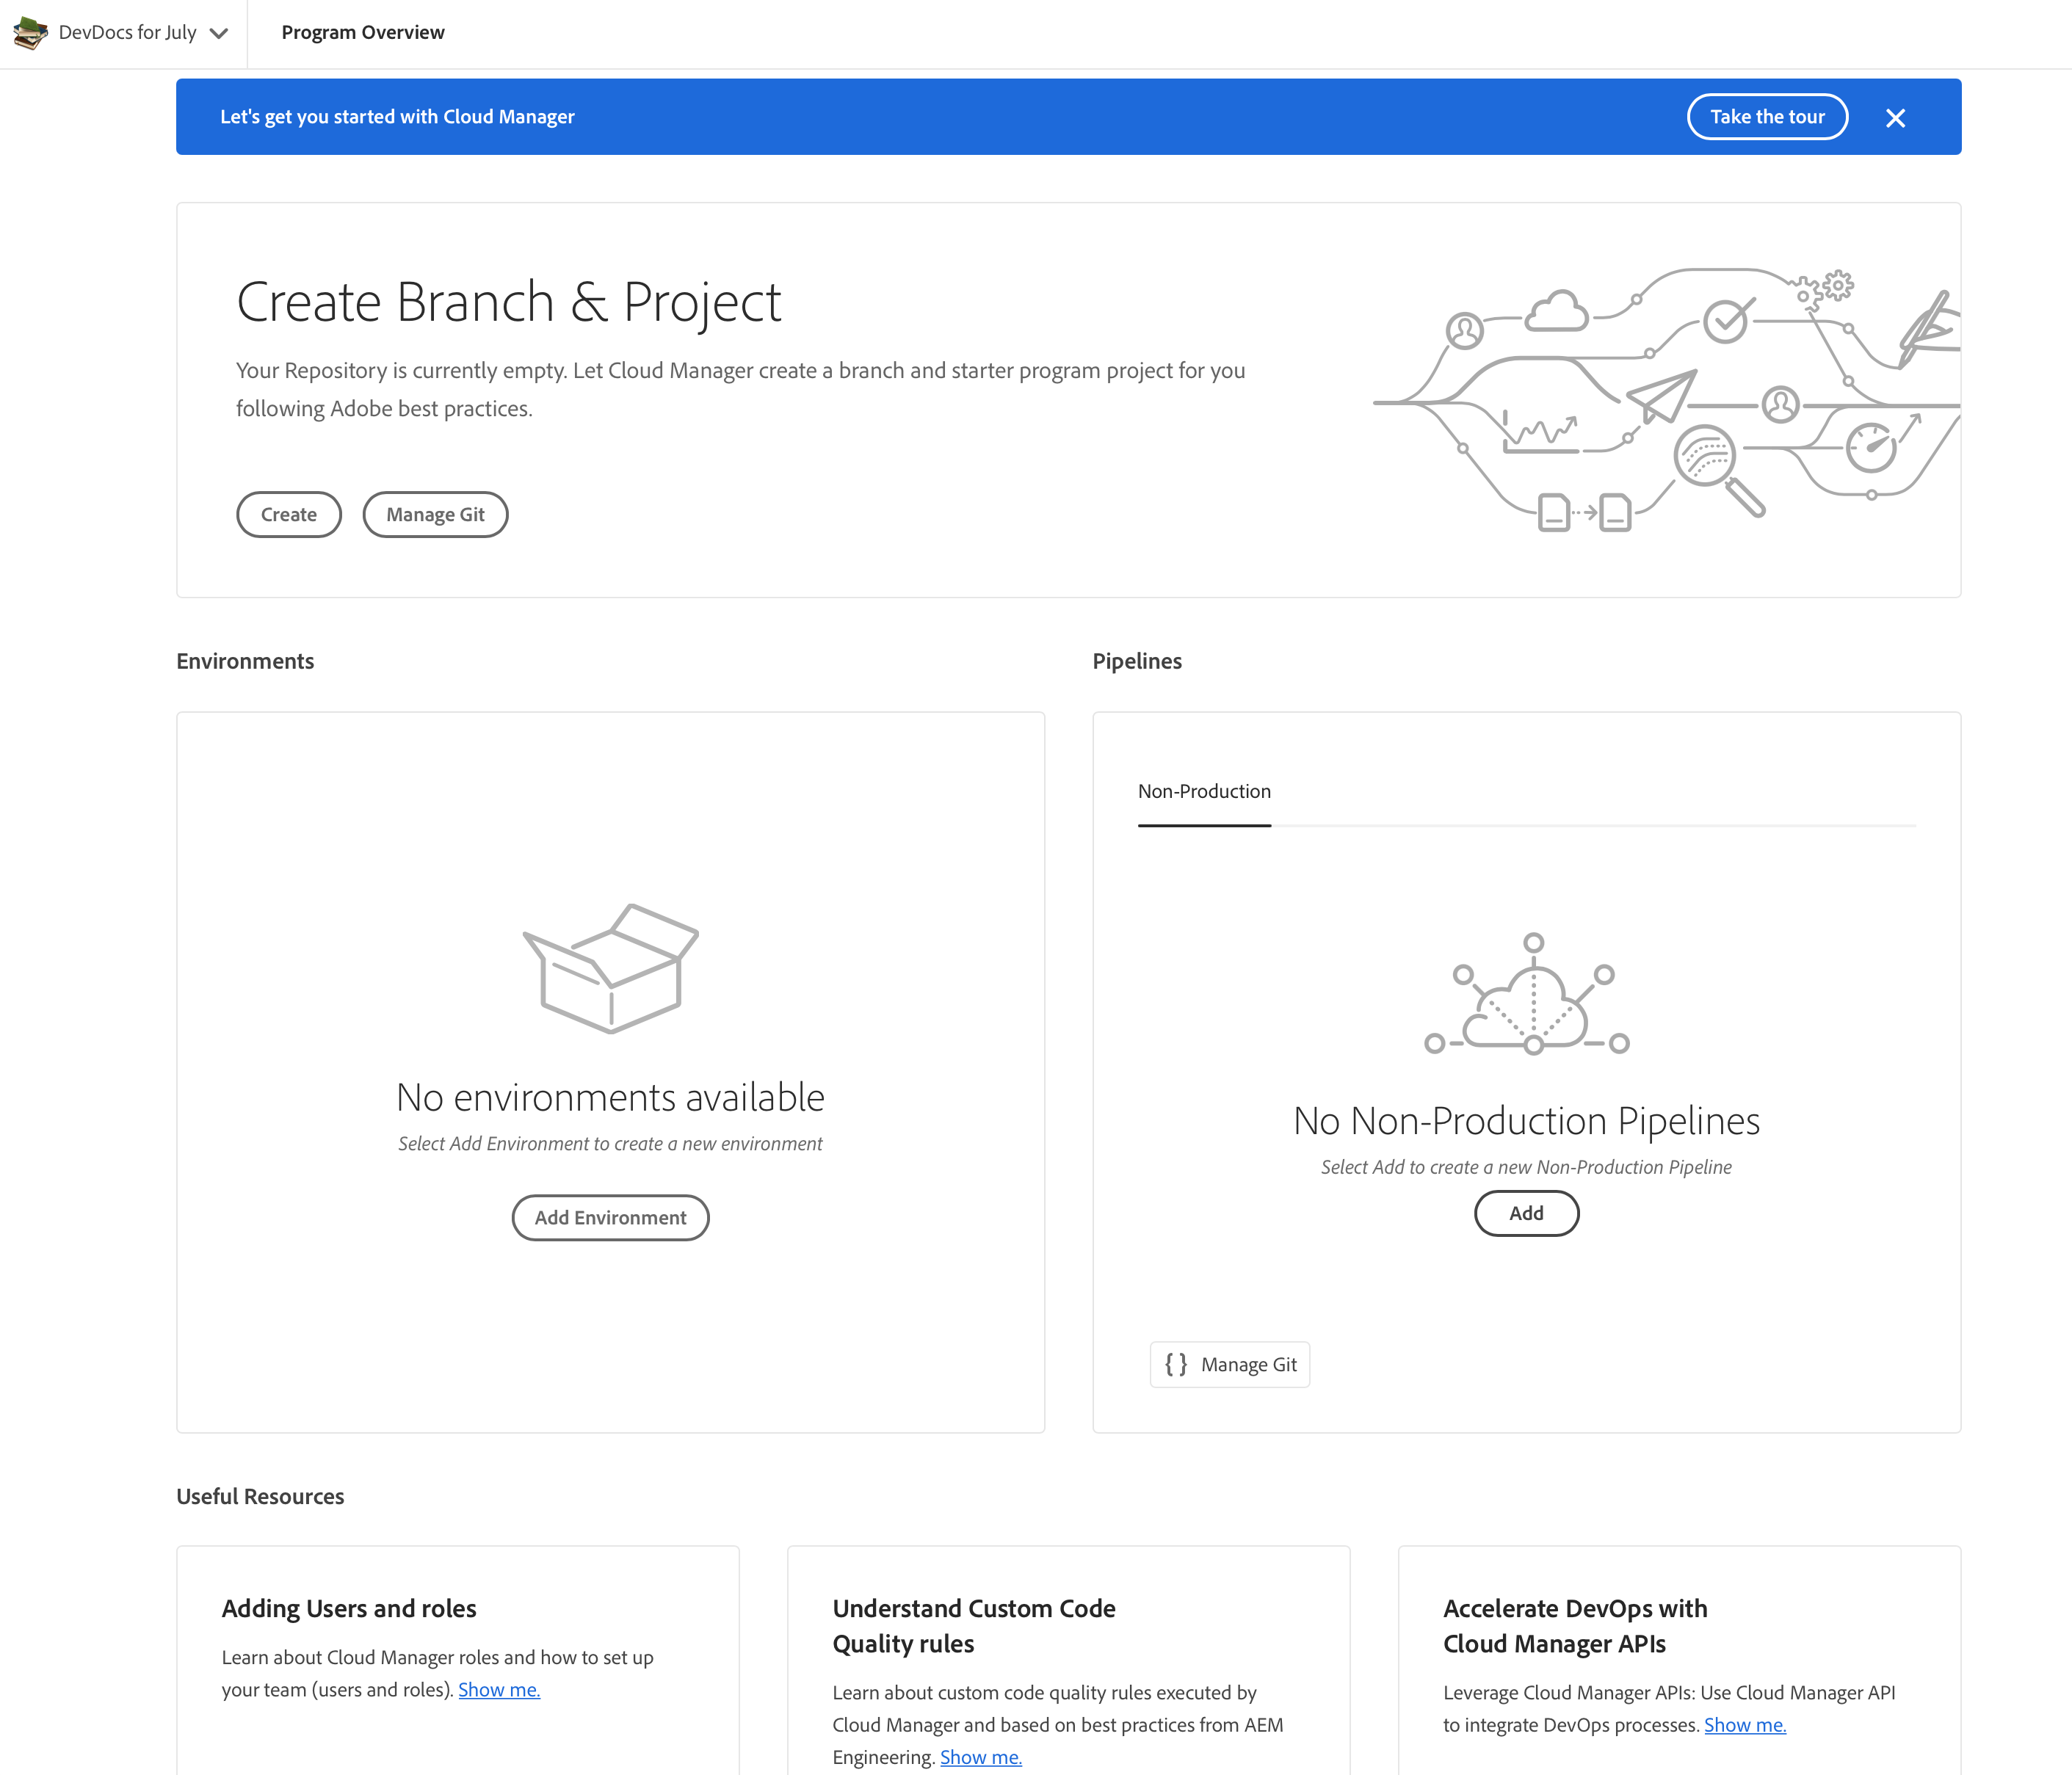 DevDocs for July
Program Overview
Let's get you started with Cloud Manager
Take the tour
Create Branch & Project
Your Repository is currently empty. Let Cloud Manager create a branch and starter program project for you
following Adobe best practices.
Create
Manage Git
Environments
No environments available
Select Add Environment to create a new environment
Add Environment
Pipelines
Non-Production
No Non-Production Pipelines
Select Add to create a new Non-Production Pipeline
Add
{ } Manage Git
Useful Resources
Adding Users and roles
Learn about Cloud Manager roles and how to set up
your team (users and roles). Show me.
Understand Custom Code
Quality rules
Learn about custom code quality rules executed by
Cloud Manager and based on best practices from AEM
Engineering. Show me.
Accelerate DevOps with
Cloud Manager APIs
Leverage Cloud Manager APIs: Use Cloud Manager API
to integrate DevOps processes. Show me.